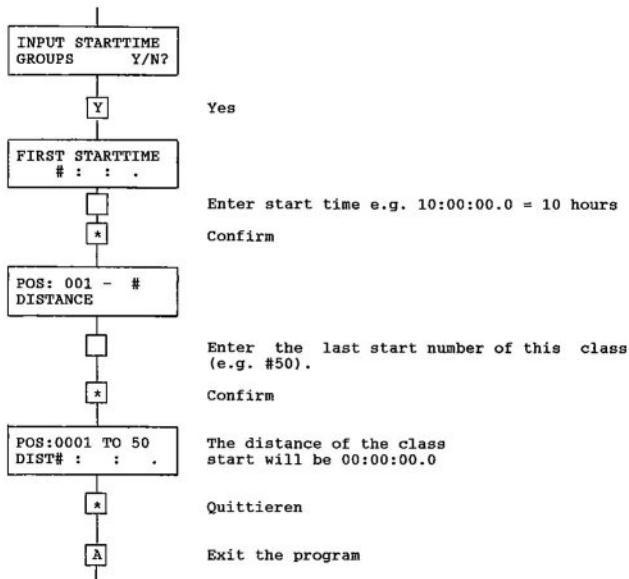 INPUT STARTTIME
GROUPS Y/N?
Y Yes
FIRST STARTTIME
# : : .
Enter start time e.g. 10:00:00.0 = 10 hours
* Confirm
POS: 001 - #
DISTANCE
Enter the last start number of this class
(e.g. #50).
* Confirm
POS:0001 TO 50 The distance of the class
DIST# : : . start will be 00:00:00.0
* Quittieren
A Exit the program